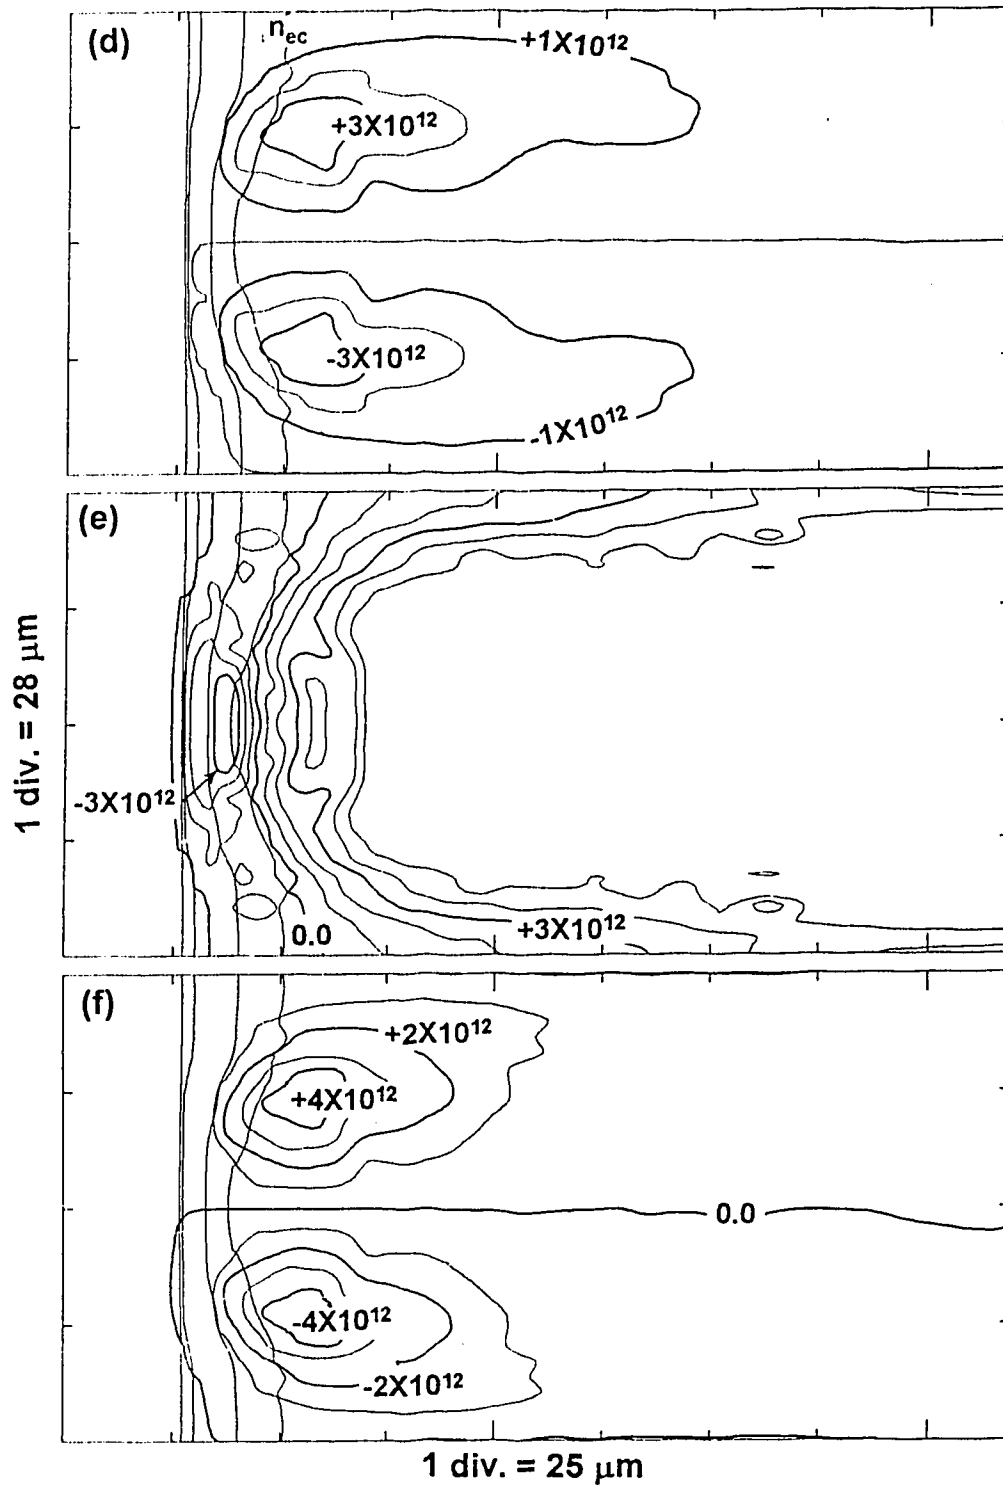 (d)
n_ec
+1X10^12
+3X10^12
-3X10^12
-1X10^12
(e)
-3X10^12
0.0
+3X10^12
1 div. = 28 μm
(f)
+2X10^12
+4X10^12
0.0
-4X10^12
-2X10^12
1 div. = 25 μm